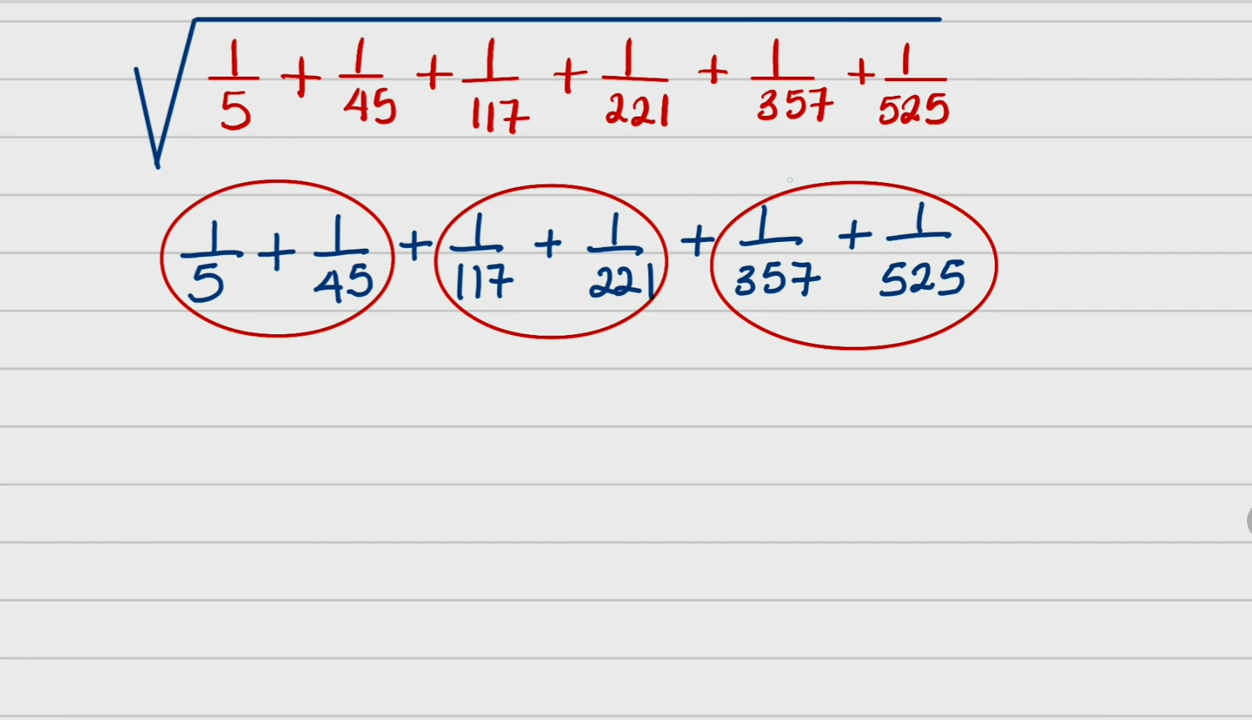 √(1/5 + 1/45 + 1/117 + 1/221 + 1/357 + 1/525)
1/5 + 1/45 + 1/117 + 1/221 + 1/357 + 1/525